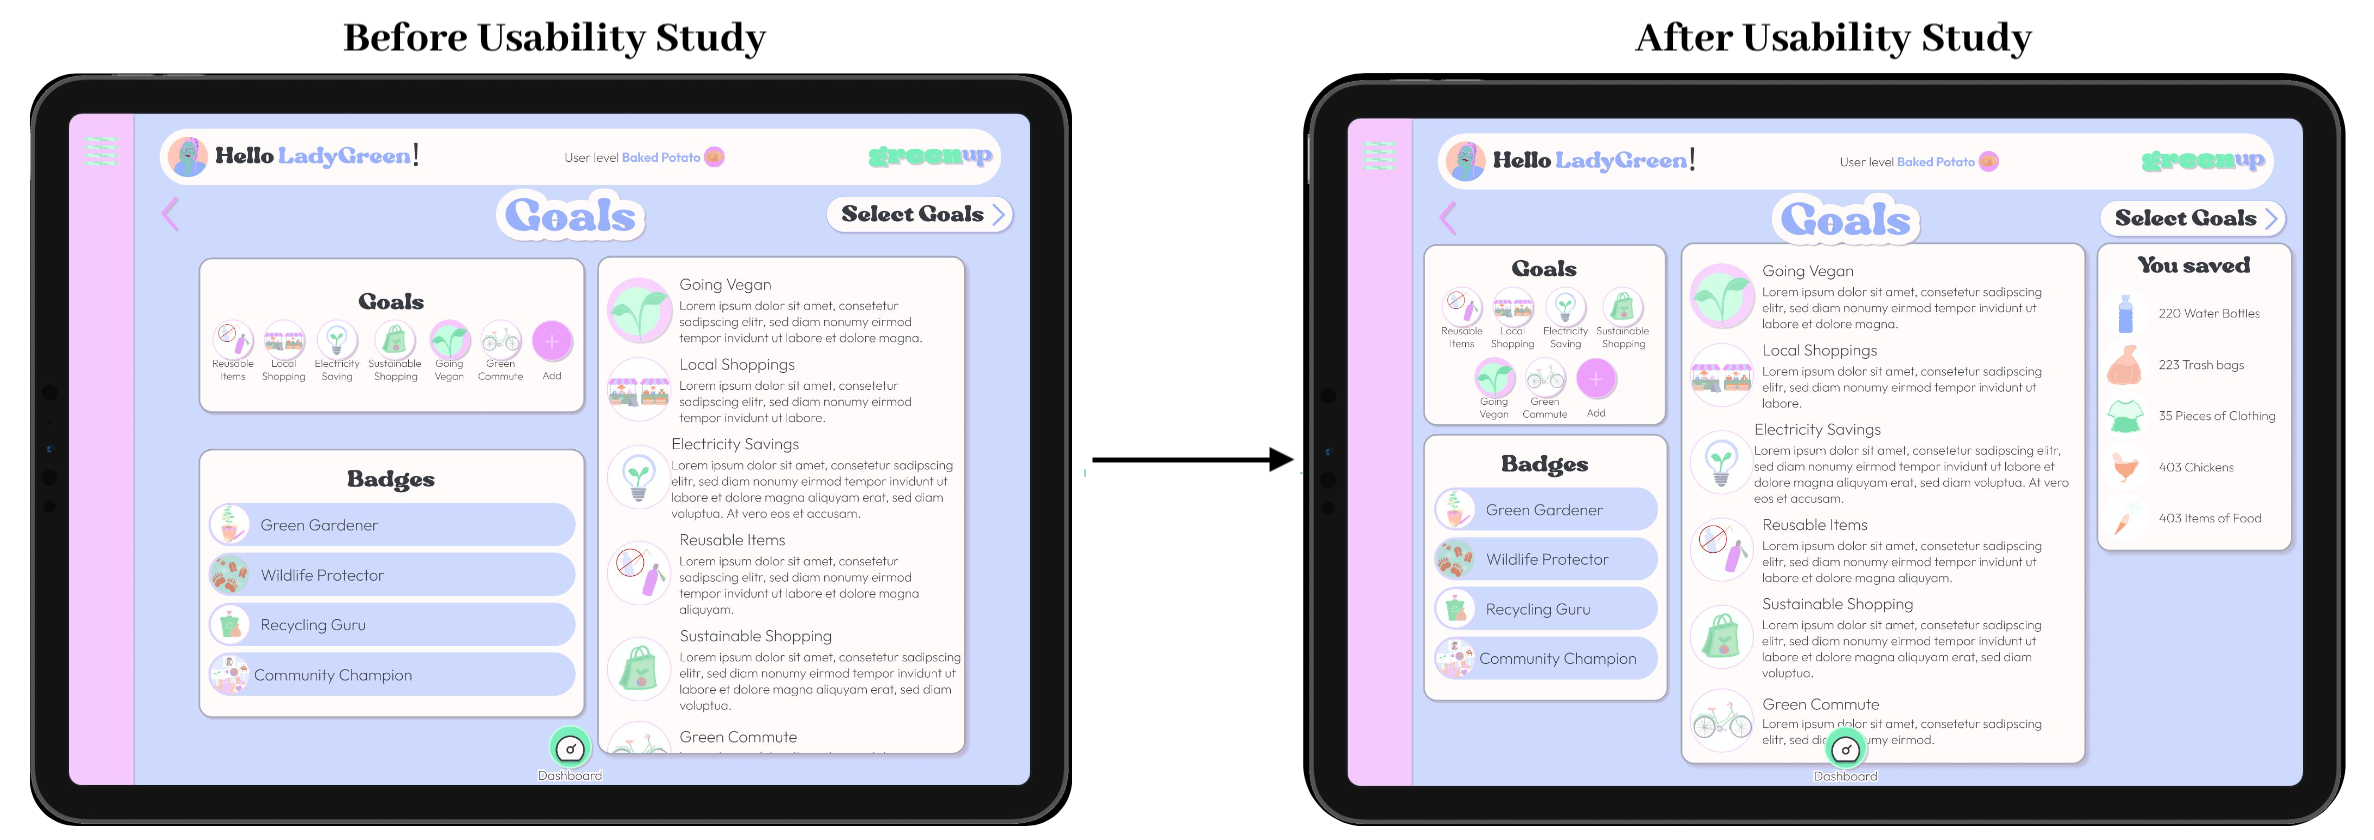 Before Usability Study
Hello LadyGreen!
User level Baked Potato
greenup
Goals
Select Goals
Goals
Reusable Items
Local Shopping
Electricity Saving
Sustainable Shopping
Going Vegan
Green Commute
Add
Badges
Green Gardener
Wildlife Protector
Recycling Guru
Community Champion
Going Vegan
Lorem ipsum dolor sit amet, consetetur
sadipscing elitr, sed diam nonumy eirmod
tempor invidunt ut labore et dolore magna.
Local Shoppings
Lorem ipsum dolor sit amet, consetetur
sadipscing elitr, sed diam nonumy eirmod
tempor invidunt ut labore.
Electricity Savings
Lorem ipsum dolor sit amet, consetetur sadipscing
elitr, sed diam nonumy eirmod tempor invidunt ut
labore et dolore magna aliquyam erat, sed diam
voluptua. At vero eos et accusam.
Reusable Items
Lorem ipsum dolor sit amet, consetetur
sadipscing elitr, sed diam nonumy eirmod
tempor invidunt ut labore et dolore magna
aliquyam.
Sustainable Shopping
Lorem ipsum dolor sit amet, consetetur sadipscing
elitr, sed diam nonumy eirmod tempor invidunt ut
labore et dolore magna aliquyam erat, sed diam
voluptua.
Green Commute
Dashboard
After Usability Study
Hello LadyGreen!
User level Baked Potato
greenup
Goals
Select Goals
Goals
Reusable Items
Local Shopping
Electricity Saving
Sustainable Shopping
Going Vegan
Green Commute
Add
Badges
Green Gardener
Wildlife Protector
Recycling Guru
Community Champion
Going Vegan
Lorem ipsum dolor sit amet, consetetur sadipscing
elitr, sed diam nonumy eirmod tempor invidunt ut
labore et dolore magna.
Local Shoppings
Lorem ipsum dolor sit amet, consetetur sadipscing
elitr, sed diam nonumy eirmod tempor invidunt ut
labore.
Electricity Savings
Lorem ipsum dolor sit amet, consetetur sadipscing elitr,
sed diam nonumy eirmod tempor invidunt ut labore et
dolore magna aliquyam erat, sed diam voluptua. At vero
eos et accusam.
Reusable Items
Lorem ipsum dolor sit amet, consetetur sadipscing
elitr, sed diam nonumy eirmod tempor invidunt ut
labore et dolore magna aliquyam.
Sustainable Shopping
Lorem ipsum dolor sit amet, consetetur sadipscing
elitr, sed diam nonumy eirmod tempor invidunt ut
labore et dolore magna aliquyam erat, sed diam
voluptua.
Green Commute
Lorem ipsum dolor sit amet, consetetur sadipscing
elitr, sed eirmod.
Dashboard
You saved
220 Water Bottles
223 Trash bags
35 Pieces of Clothing
403 Chickens
403 Items of Food